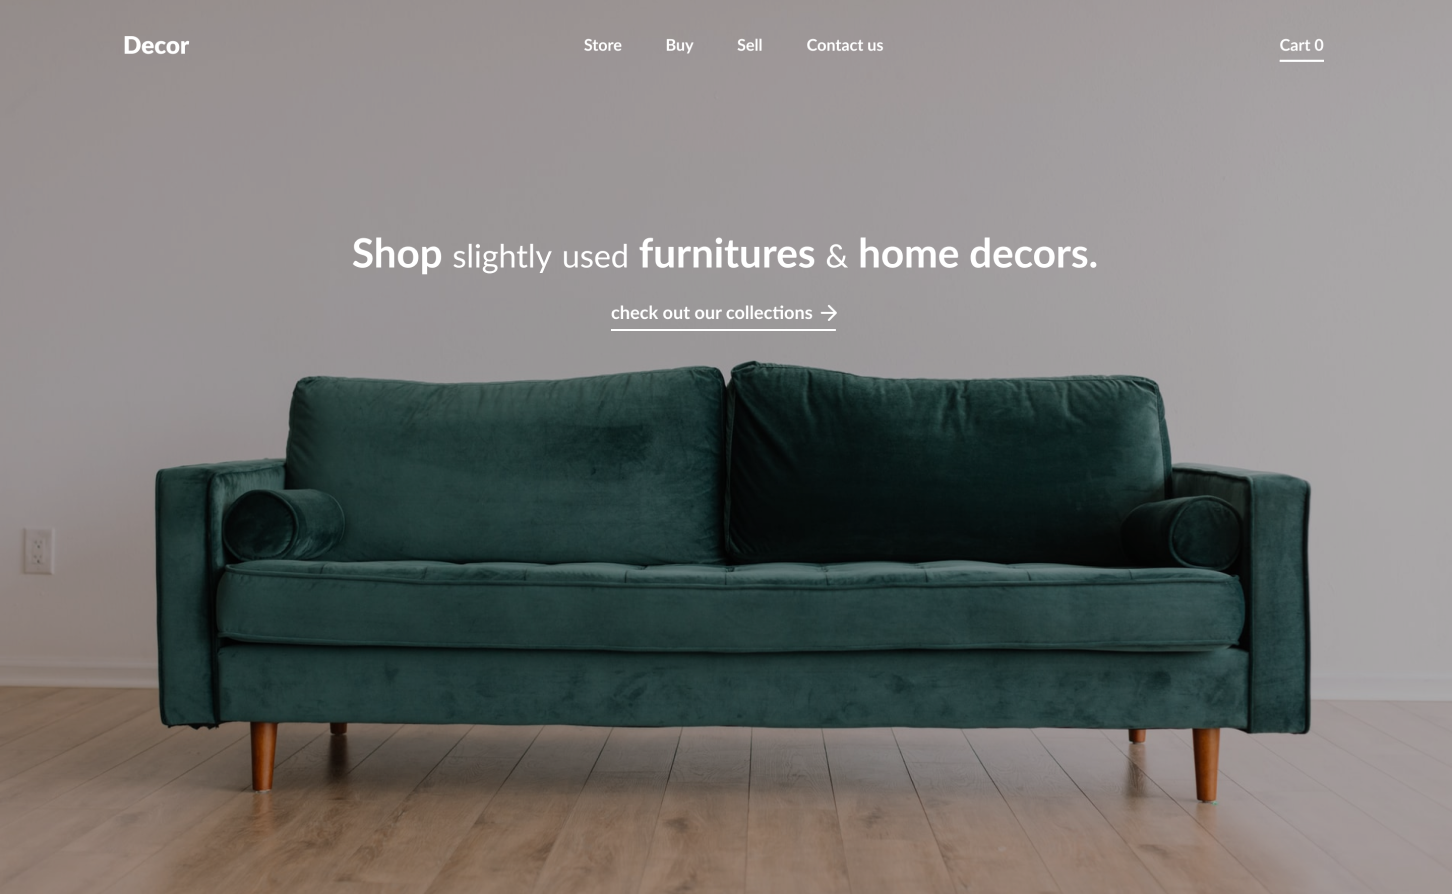 Decor
Store Buy Sell Contact us
Cart 0
Shop slightly used furnitures & home decors.
check out our collections →